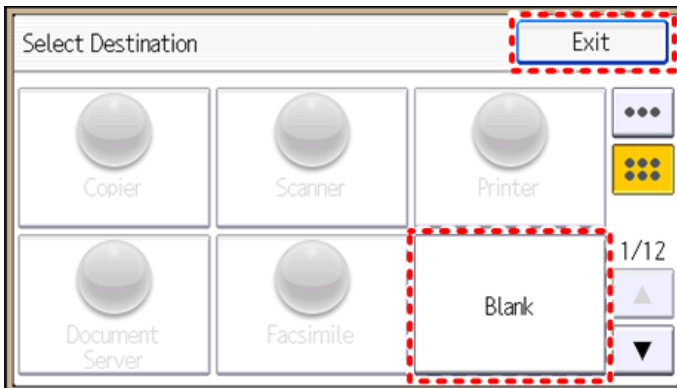 Select Destination
Exit
Copier
Scanner
Printer
1/12
Document
Server
Facsimile
Blank